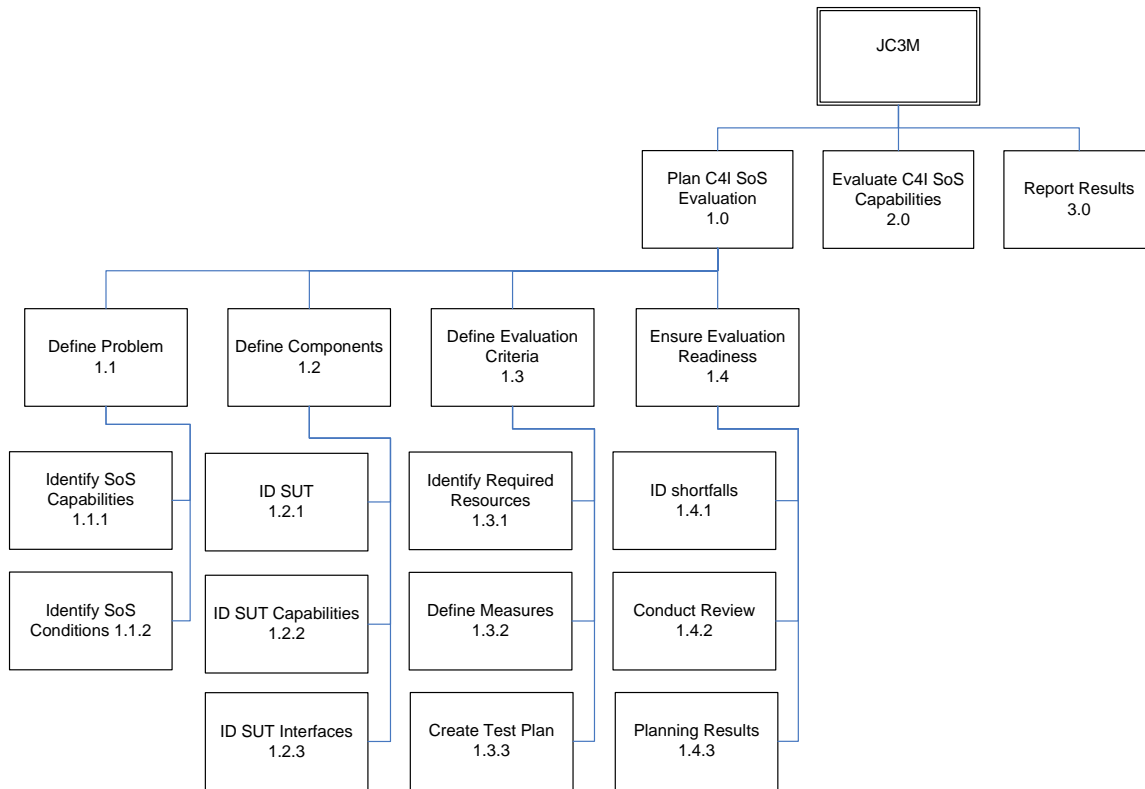 JC3M
Plan C4I SoS
Evaluation
1.0
Evaluate C4I SoS
Capabilities
2.0
Report Results
3.0
Define Problem
1.1
Define Components
1.2
Define Evaluation
Criteria
1.3
Ensure Evaluation
Readiness
1.4
Identify SoS
Capabilities
1.1.1
ID SUT
1.2.1
Identify Required
Resources
1.3.1
ID shortfalls
1.4.1
Identify SoS
Conditions 1.1.2
ID SUT Capabilities
1.2.2
Define Measures
1.3.2
Conduct Review
1.4.2
ID SUT Interfaces
1.2.3
Create Test Plan
1.3.3
Planning Results
1.4.3